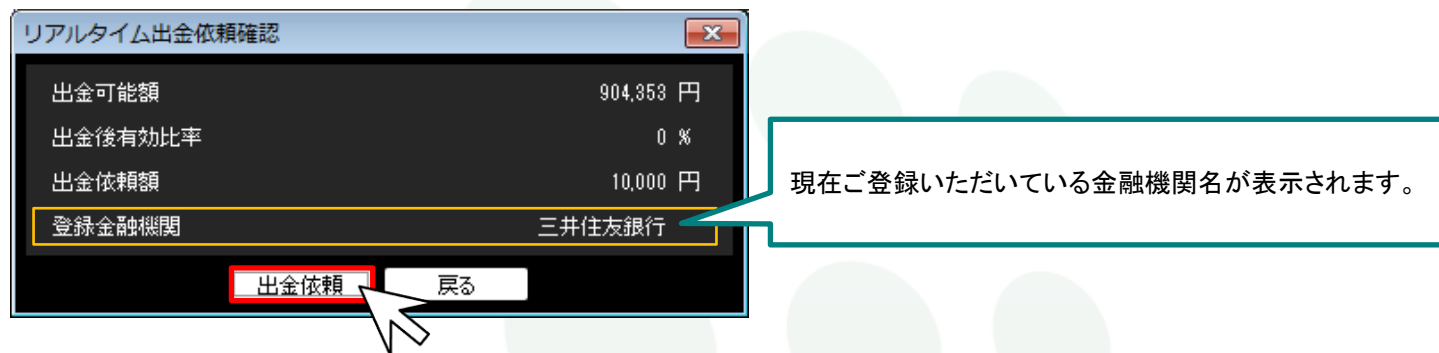 リアルタイム出金依頼確認
出金可能額 904,353 円
出金後有効比率 0 %
出金依頼額 10,000 円
登録金融機関 三井住友銀行
出金依頼 戻る
現在ご登録いただいている金融機関名が表示されます。